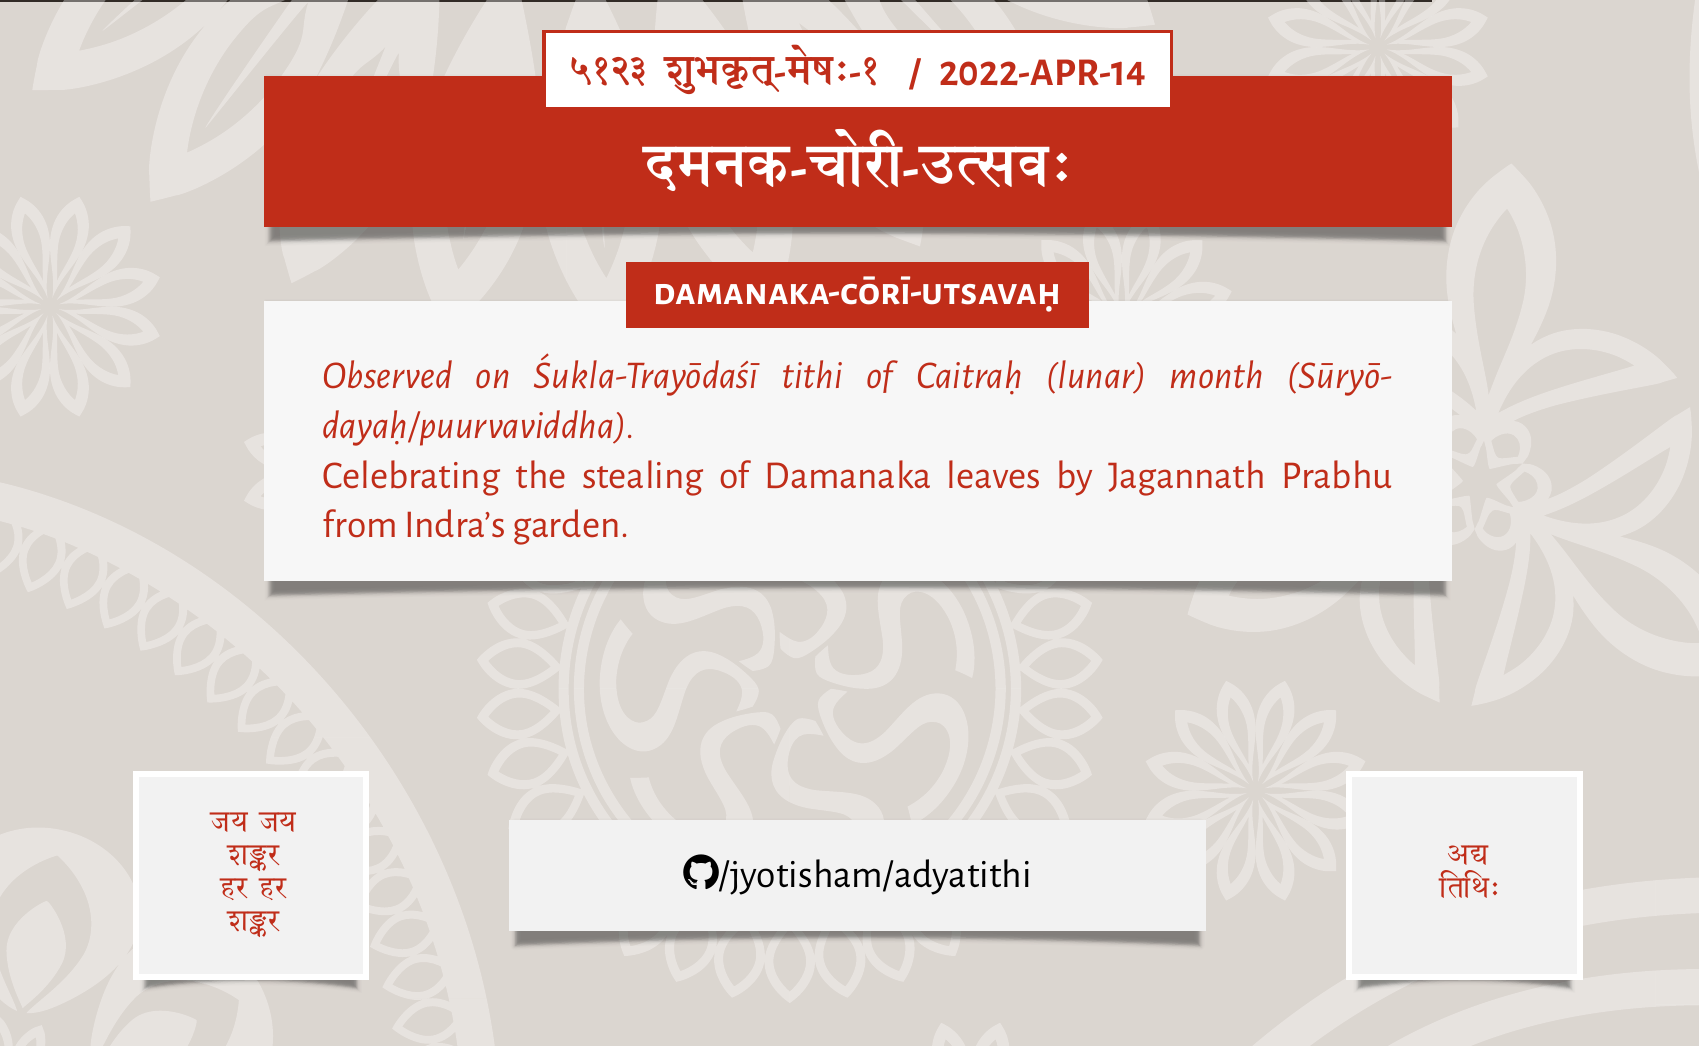 ५१२३ शुभकृत्-मेषः-१ / 2022-APR-14
दमनक-चोरी-उत्सवः
DAMANAKA-CŌRĪ-UTSAVAḤ
Observed on Śukla-Trayōdaśī tithi of Caitraḥ (lunar) month (Sūryō-
dayaḥ/puurvaviddha).
Celebrating the stealing of Damanaka leaves by Jagannath Prabhu
from Indra’s garden.
जय जय
शङ्कर
हर हर
शङ्कर
/jyotisham/adyatithi
अद्य
तिथिः